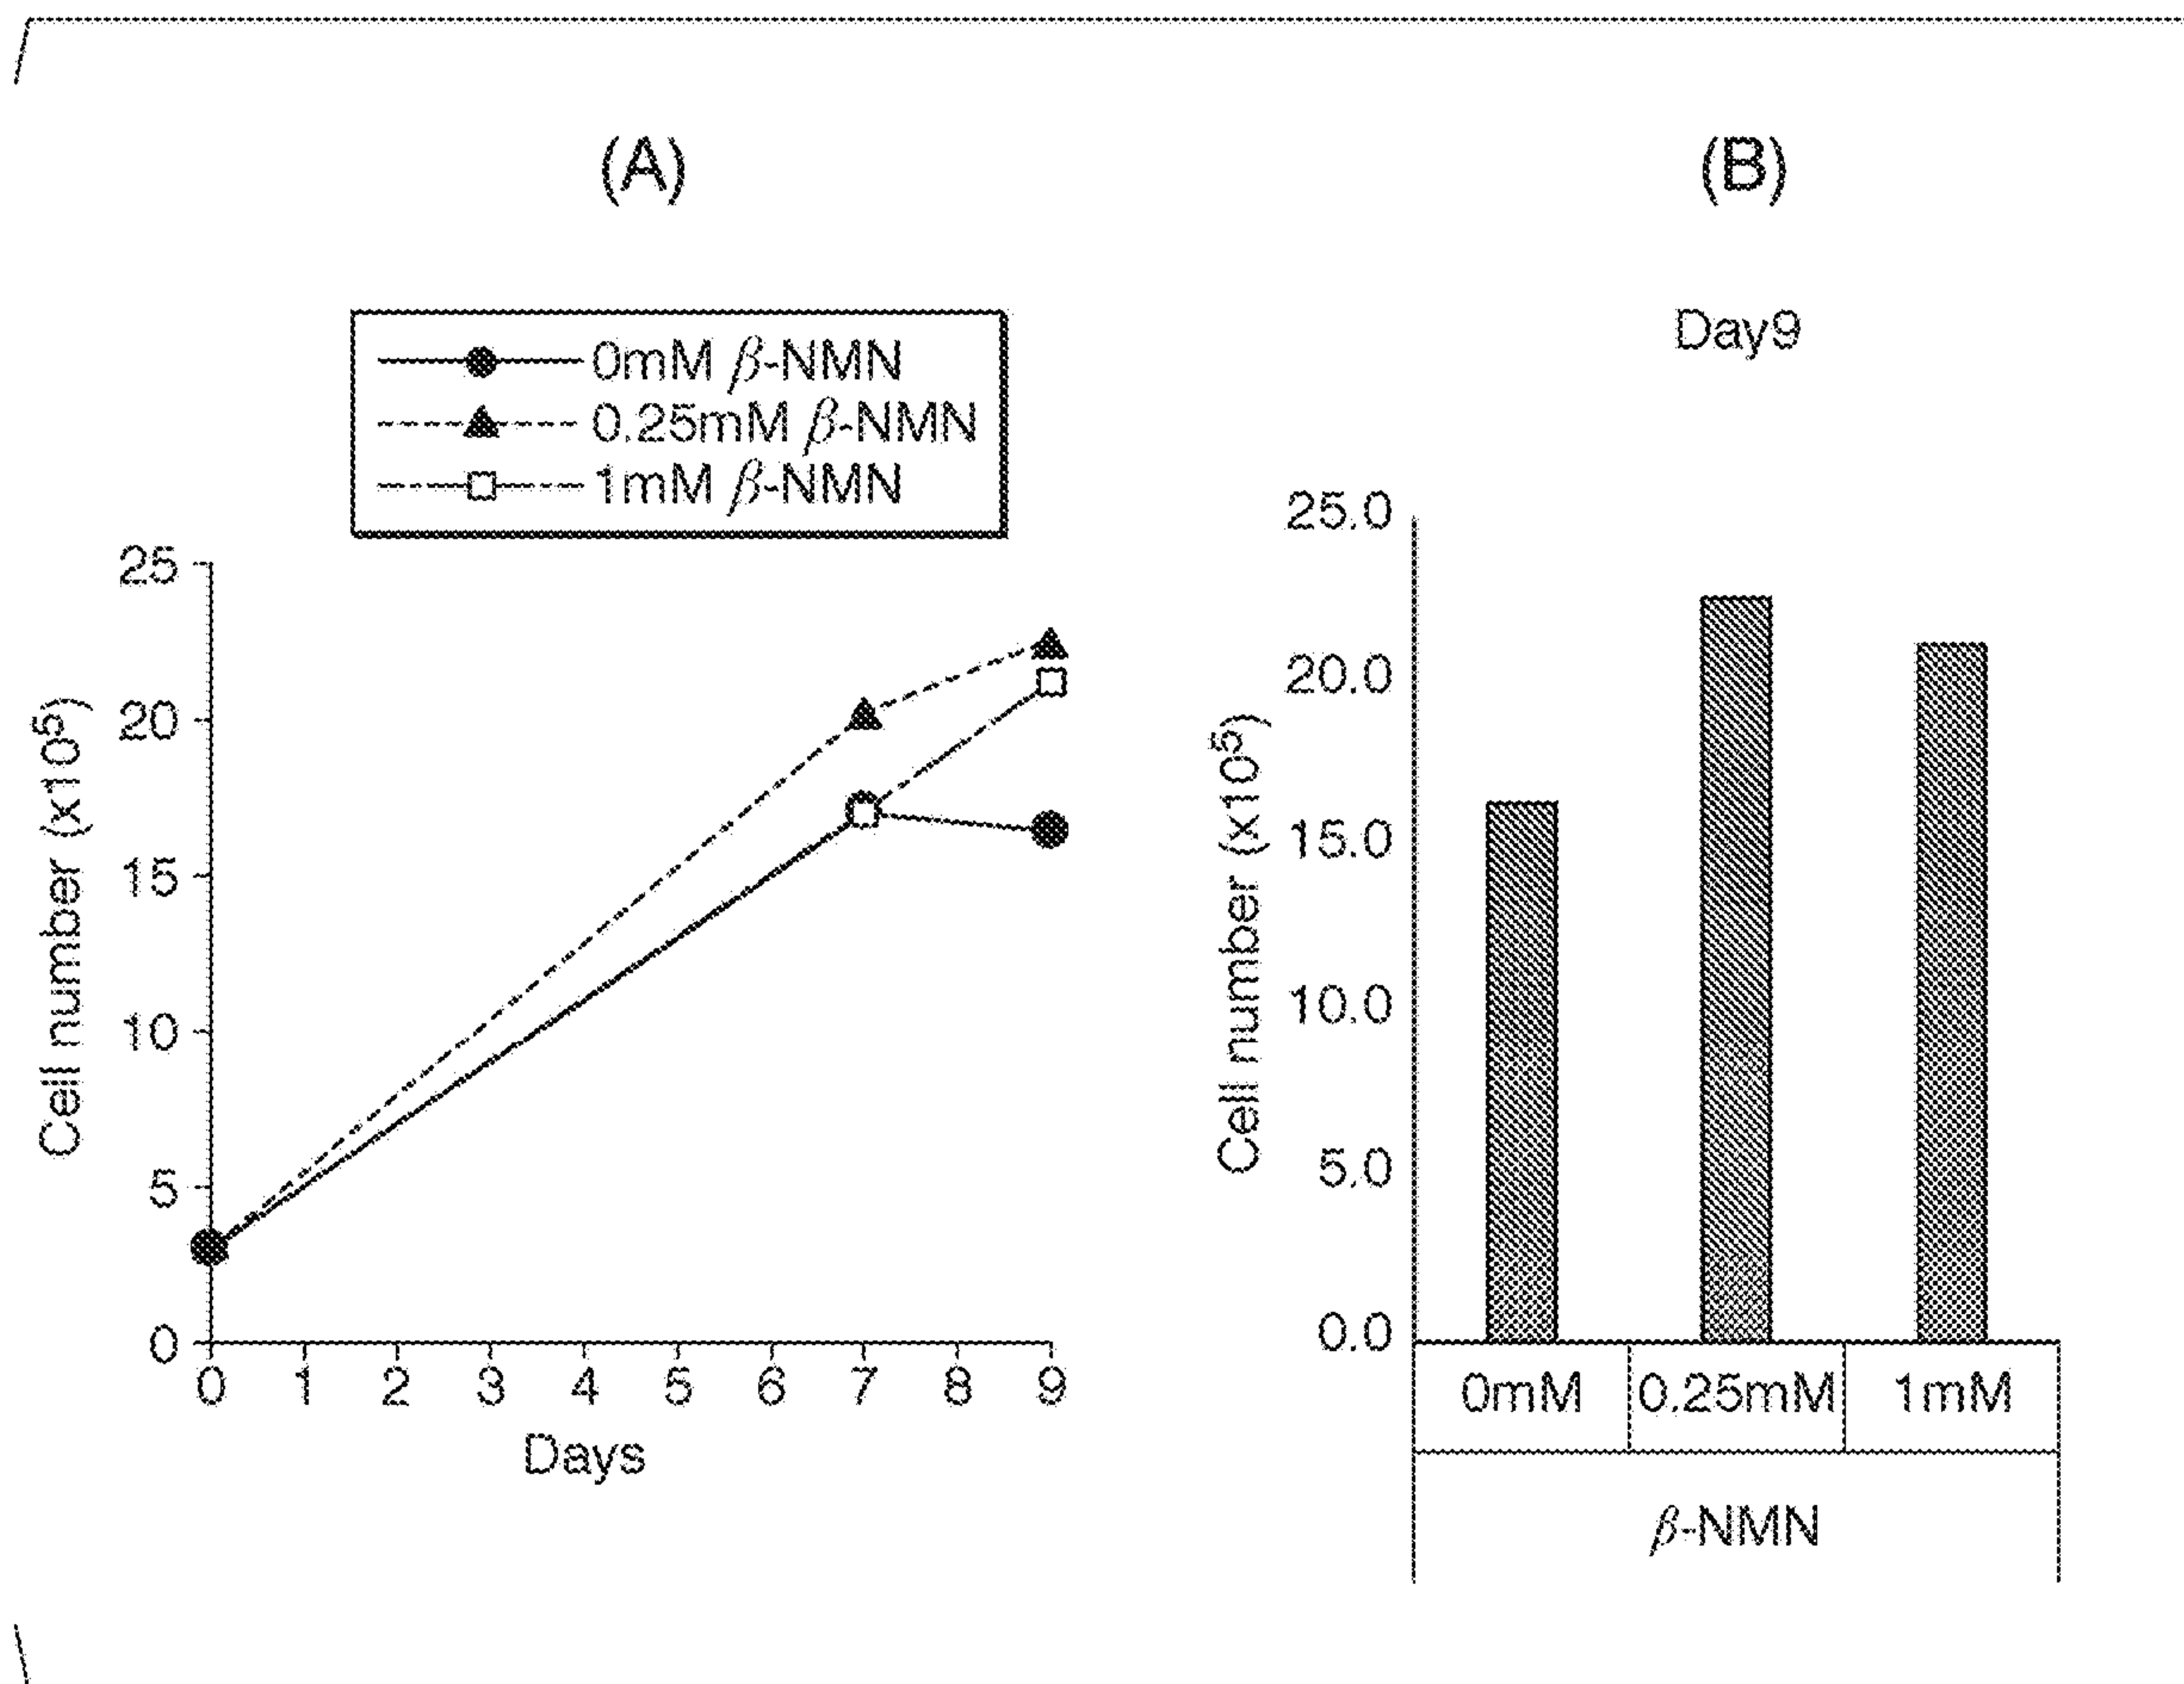 (A)
0mM β-NMN
0.25mM β-NMN
1mM β-NMN
25
20
15
10
5
0
Cell number (x10⁵)
0 1 2 3 4 5 6 7 8 9
Days
(B)
Day9
25.0
20.0
15.0
10.0
5.0
0.0
Cell number (x10⁵)
0mM 0.25mM 1mM
β-NMN